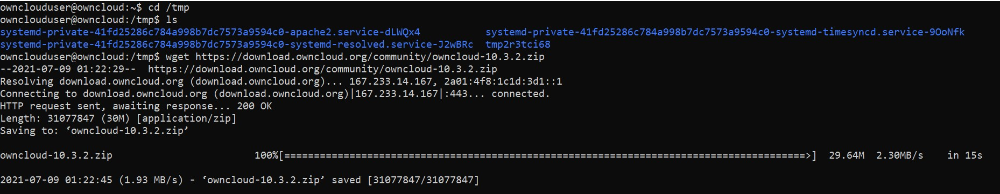 ownclouduser@owncloud:~$ cd /tmp
ownclouduser@owncloud:/tmp$ ls
systemd-private-41fd25286c784a998b7dc7573a9594c0-apache2.service-dLWQx4 systemd-private-41fd25286c784a998b7dc7573a9594c0-systemd-timesyncd.service-9OoNfk
systemd-private-41fd25286c784a998b7dc7573a9594c0-systemd-resolved.service-J2wBRc tmp2r3tci68
ownclouduser@owncloud:/tmp$ wget https://download.owncloud.org/community/owncloud-10.3.2.zip
--2021-07-09 01:22:29-- https://download.owncloud.org/community/owncloud-10.3.2.zip
Resolving download.owncloud.org (download.owncloud.org)... 167.233.14.167, 2a01:4f8:1c1d:3d1::1
Connecting to download.owncloud.org (download.owncloud.org)|167.233.14.167|:443... connected.
HTTP request sent, awaiting response... 200 OK
Length: 31077847 (30M) [application/zip]
Saving to: ‘owncloud-10.3.2.zip’
owncloud-10.3.2.zip 100%[========================================================================================>] 29.64M 2.30MB/s in 15s
2021-07-09 01:22:45 (1.93 MB/s) - ‘owncloud-10.3.2.zip’ saved [31077847/31077847]